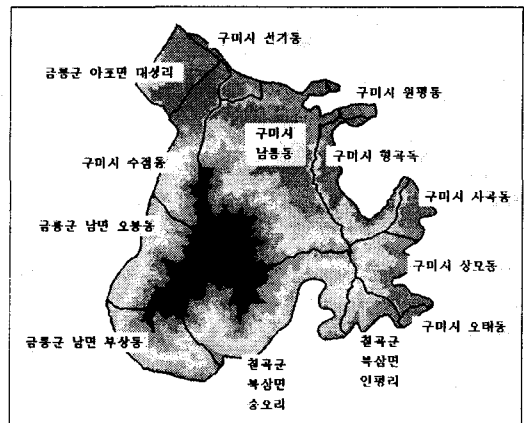 구미시 선기동
금릉군 아포면 대성리
구미시 원평동
구미시
남통동
구미시 형곡동
구미시 수점동
구미시 사곡동
금릉군 남면 오봉동
구미시 상모동
구미시 오태동
금릉군 남면 부상동
칠곡군
북삼면
숭오리
칠곡군
북삼면
인평리